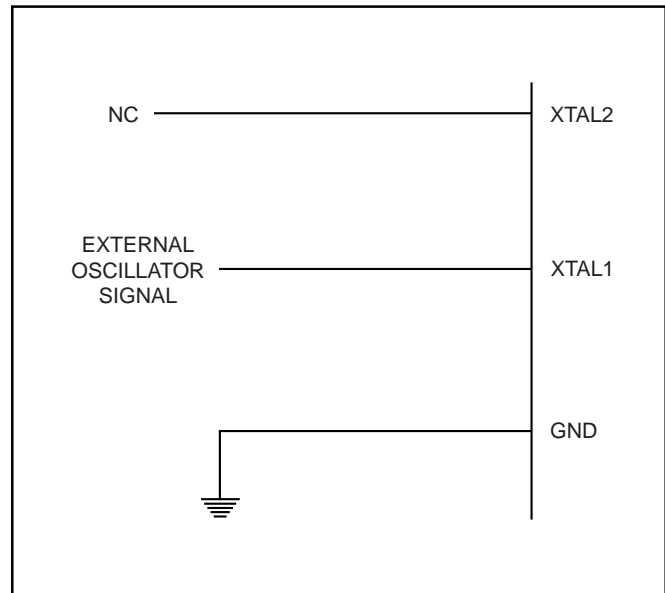 NC
XTAL2
EXTERNAL
OSCILLATOR
SIGNAL
XTAL1
GND